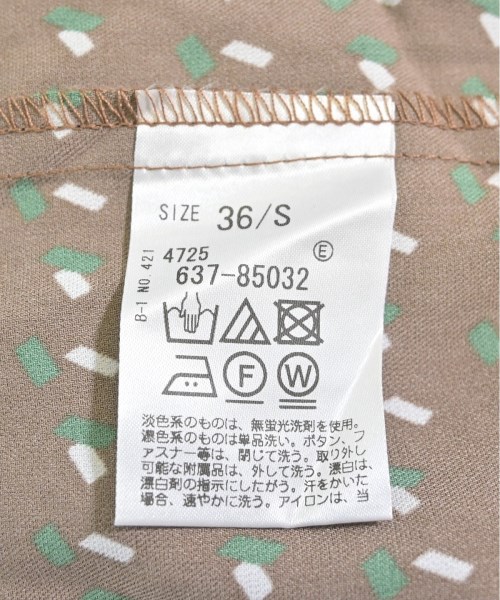 SIZE 36/S
B-1 NO.421
4725
E
637-85032
F
W
淡色系のものは、無蛍光洗剤を使用。
濃色系のものは単品洗い。ボタン、フ
ァスナー等は、閉じて洗う。取り外し
可能な附属品は、外して洗う。漂白は、
漂白剤の指示にしたがう。汗をかいた
場合、速やかに洗う。アイロンは、当